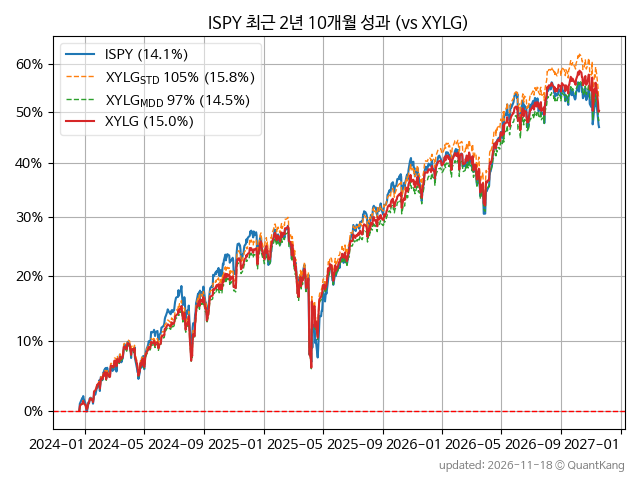 ISPY 최근 2년 10개월 성과 (vs XYLG)
ISPY (14.1%)
XYLG_STD 105% (15.8%)
XYLG_MDD 97% (14.5%)
XYLG (15.0%)
60%
50%
40%
30%
20%
10%
0%
2024-01 2024-05 2024-09 2025-01 2025-05 2025-09 2026-01 2026-05 2026-09 2027-01
updated: 2026-11-18 © QuantKang